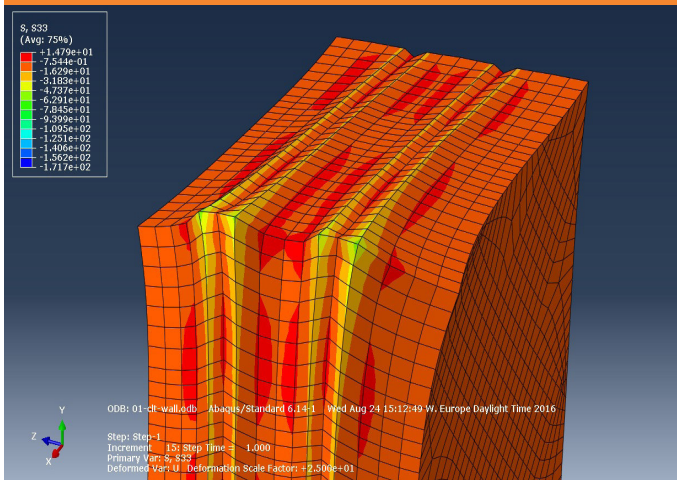 S, S33
(Avg: 75%)
+1.479e+01
-7.544e-01
-1.629e+01
-3.183e+01
-4.737e+01
-6.291e+01
-7.845e+01
-9.399e+01
-1.095e+02
-1.251e+02
-1.406e+02
-1.562e+02
-1.717e+02
Y
Z
X
ODB: 01-clt-wall.odb Abaqus/Standard 6.14-1 Wed Aug 24 15:12:49 W. Europe Daylight Time 2016
Step: Step-1
Increment 15: Step Time = 1.000
Primary Var: S, S33
Deformed Var: U Deformation Scale Factor: +2.506e+01